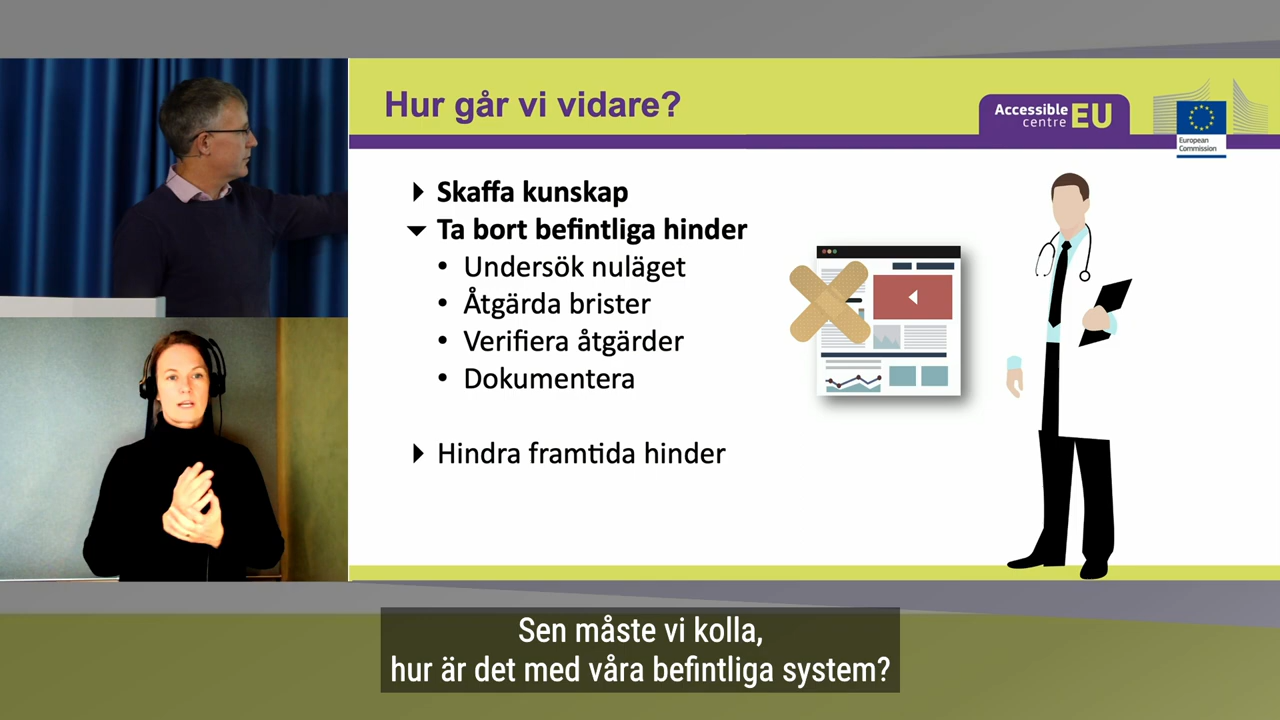 Hur går vi vidare?
Accessible
centre EU
European
Commission
Skaffa kunskap
Ta bort befintliga hinder
• Undersök nuläget
• Åtgärda brister
• Verifiera åtgärder
• Dokumentera
Hindra framtida hinder
Sen måste vi kolla,
hur är det med våra befintliga system?